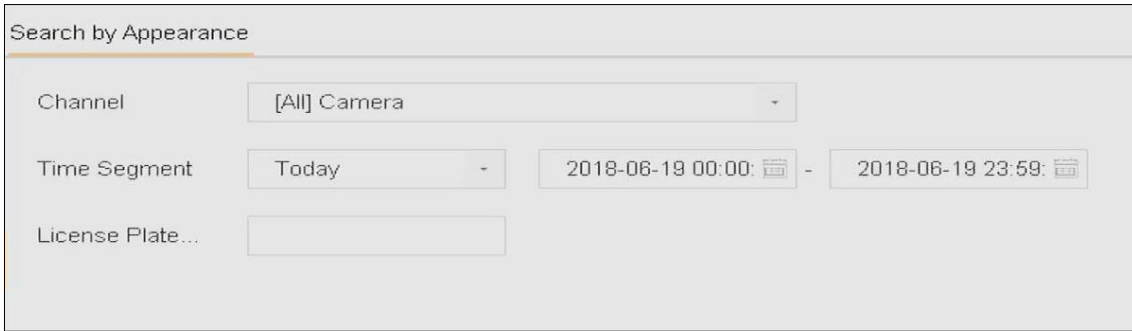 Search by Appearance
Channel [All] Camera
Time Segment Today 2018-06-19 00:00: - 2018-06-19 23:59:
License Plate...